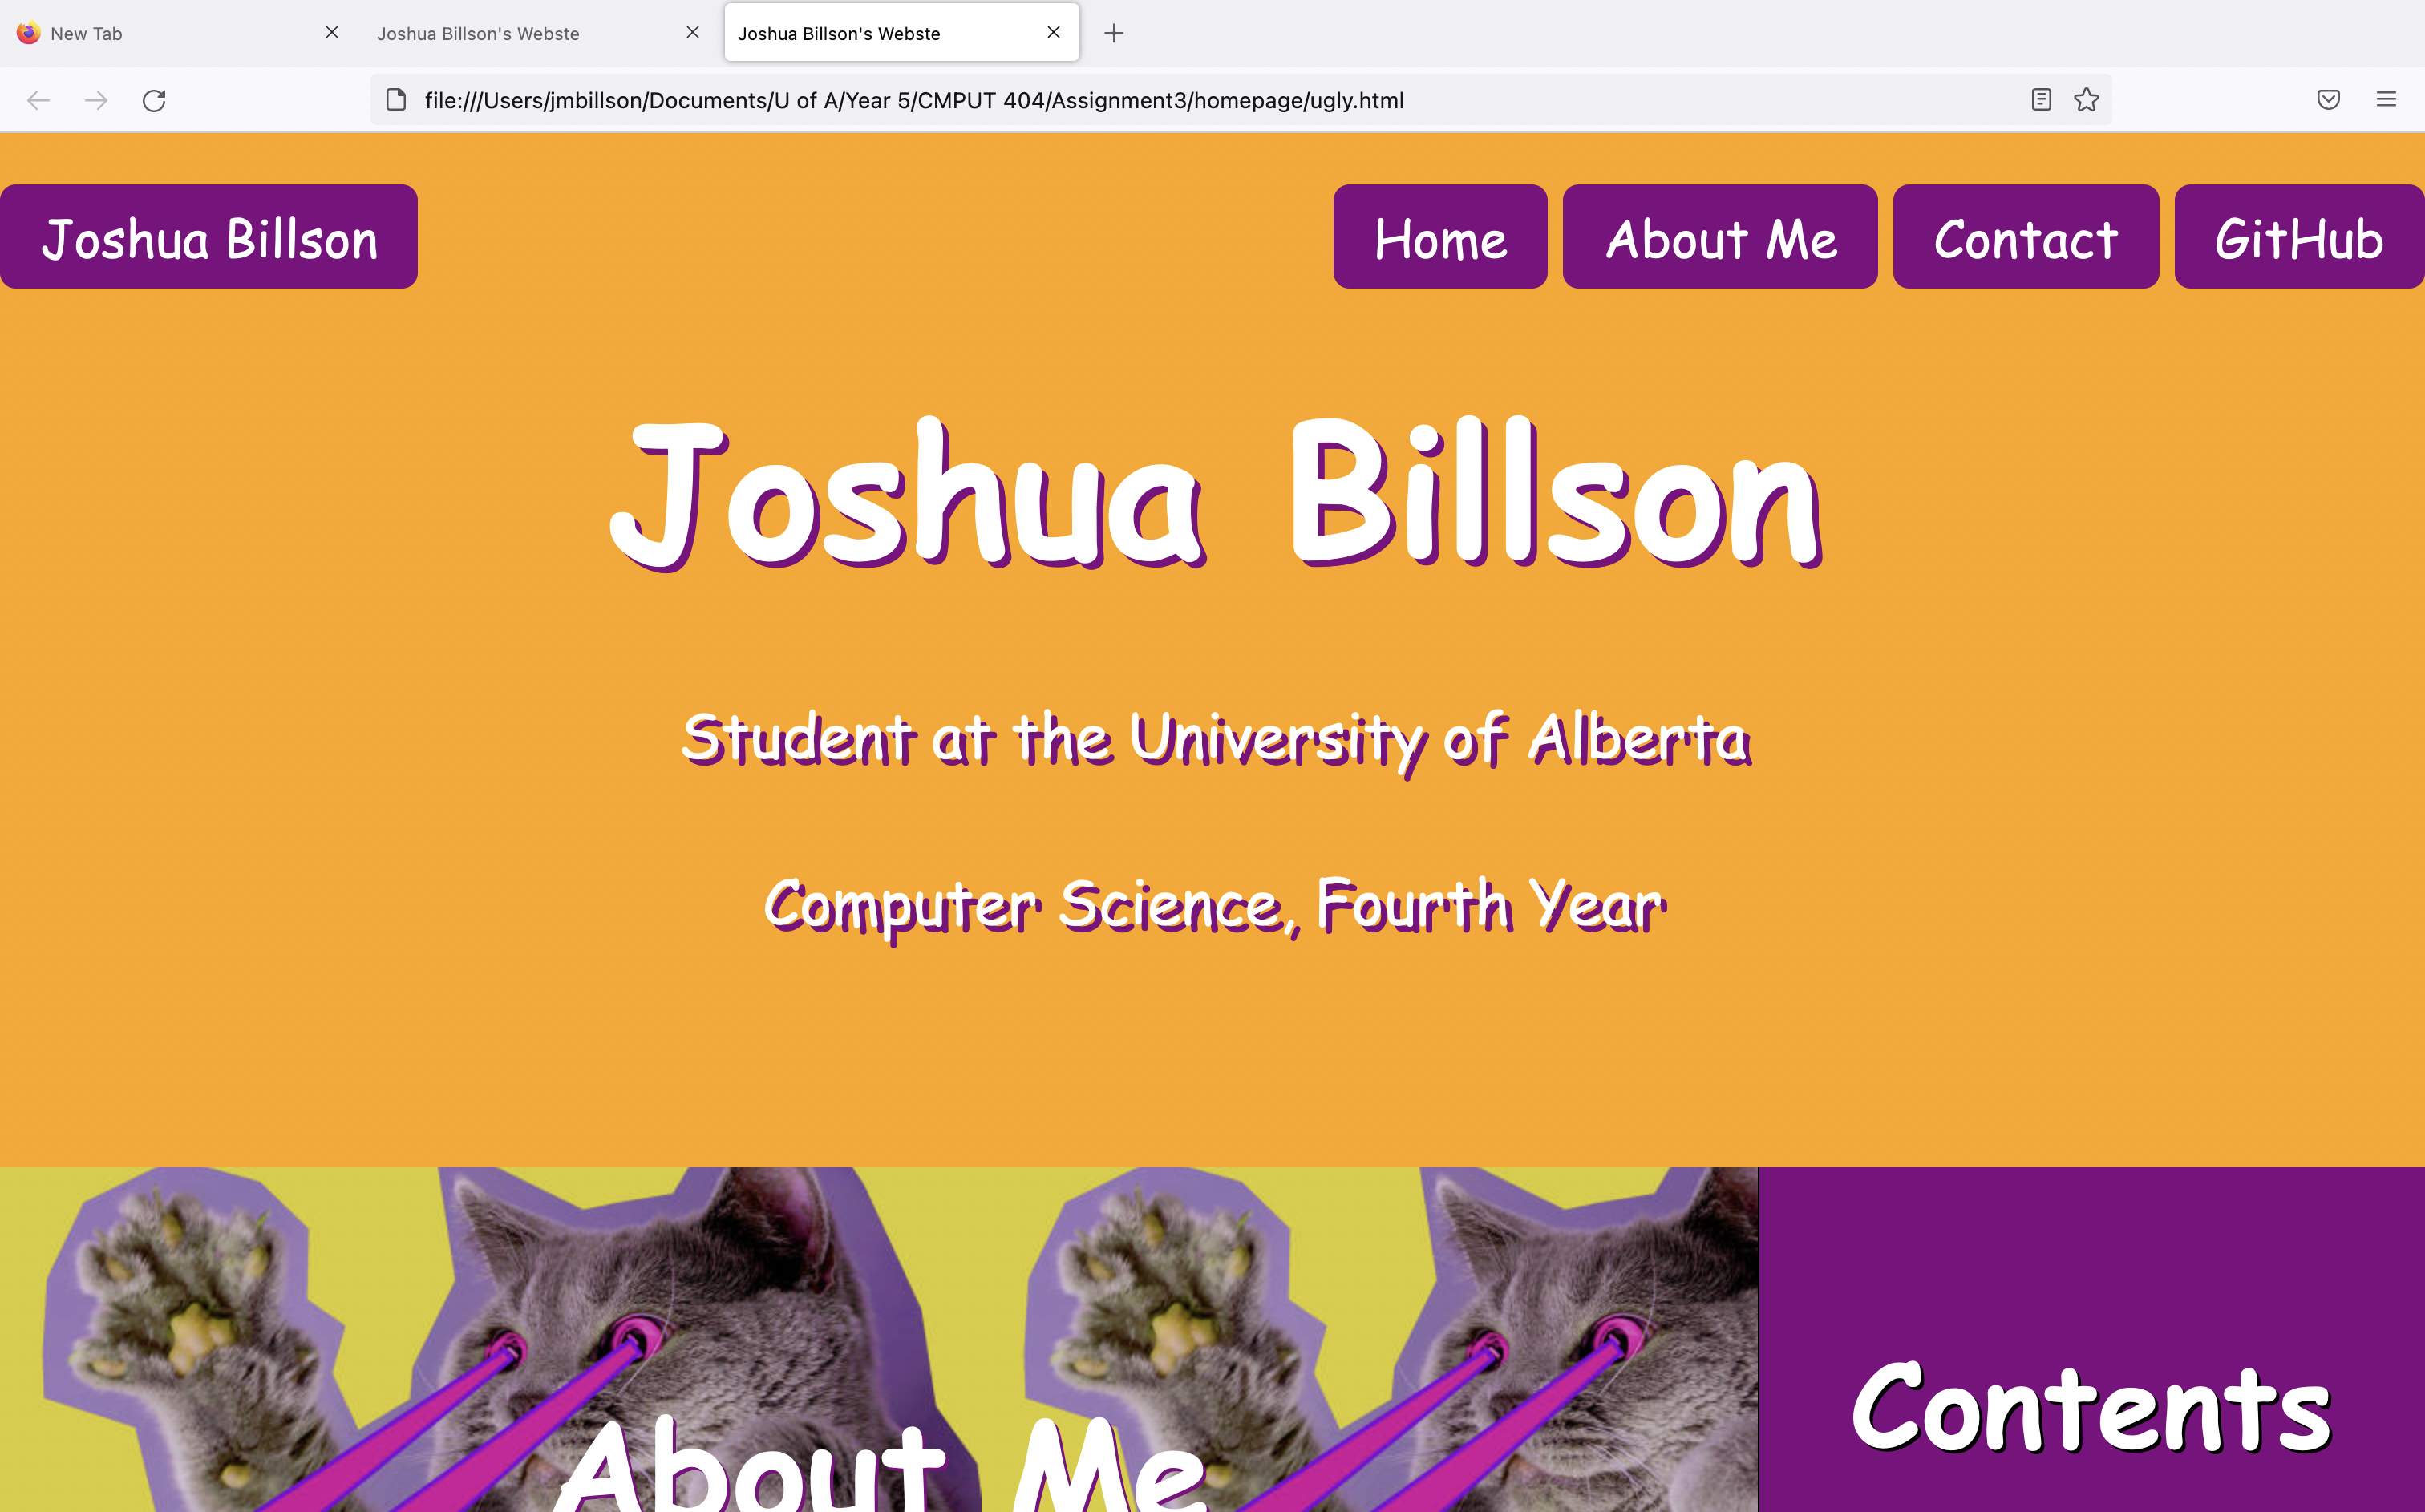 New Tab
Joshua Billson's Webste
Joshua Billson's Webste
file:///Users/jmbillson/Documents/U of A/Year 5/CMPUT 404/Assignment3/homepage/ugly.html
Joshua Billson
Home
About Me
Contact
GitHub
Joshua Billson
Student at the University of Alberta
Computer Science, Fourth Year
About Me
Contents